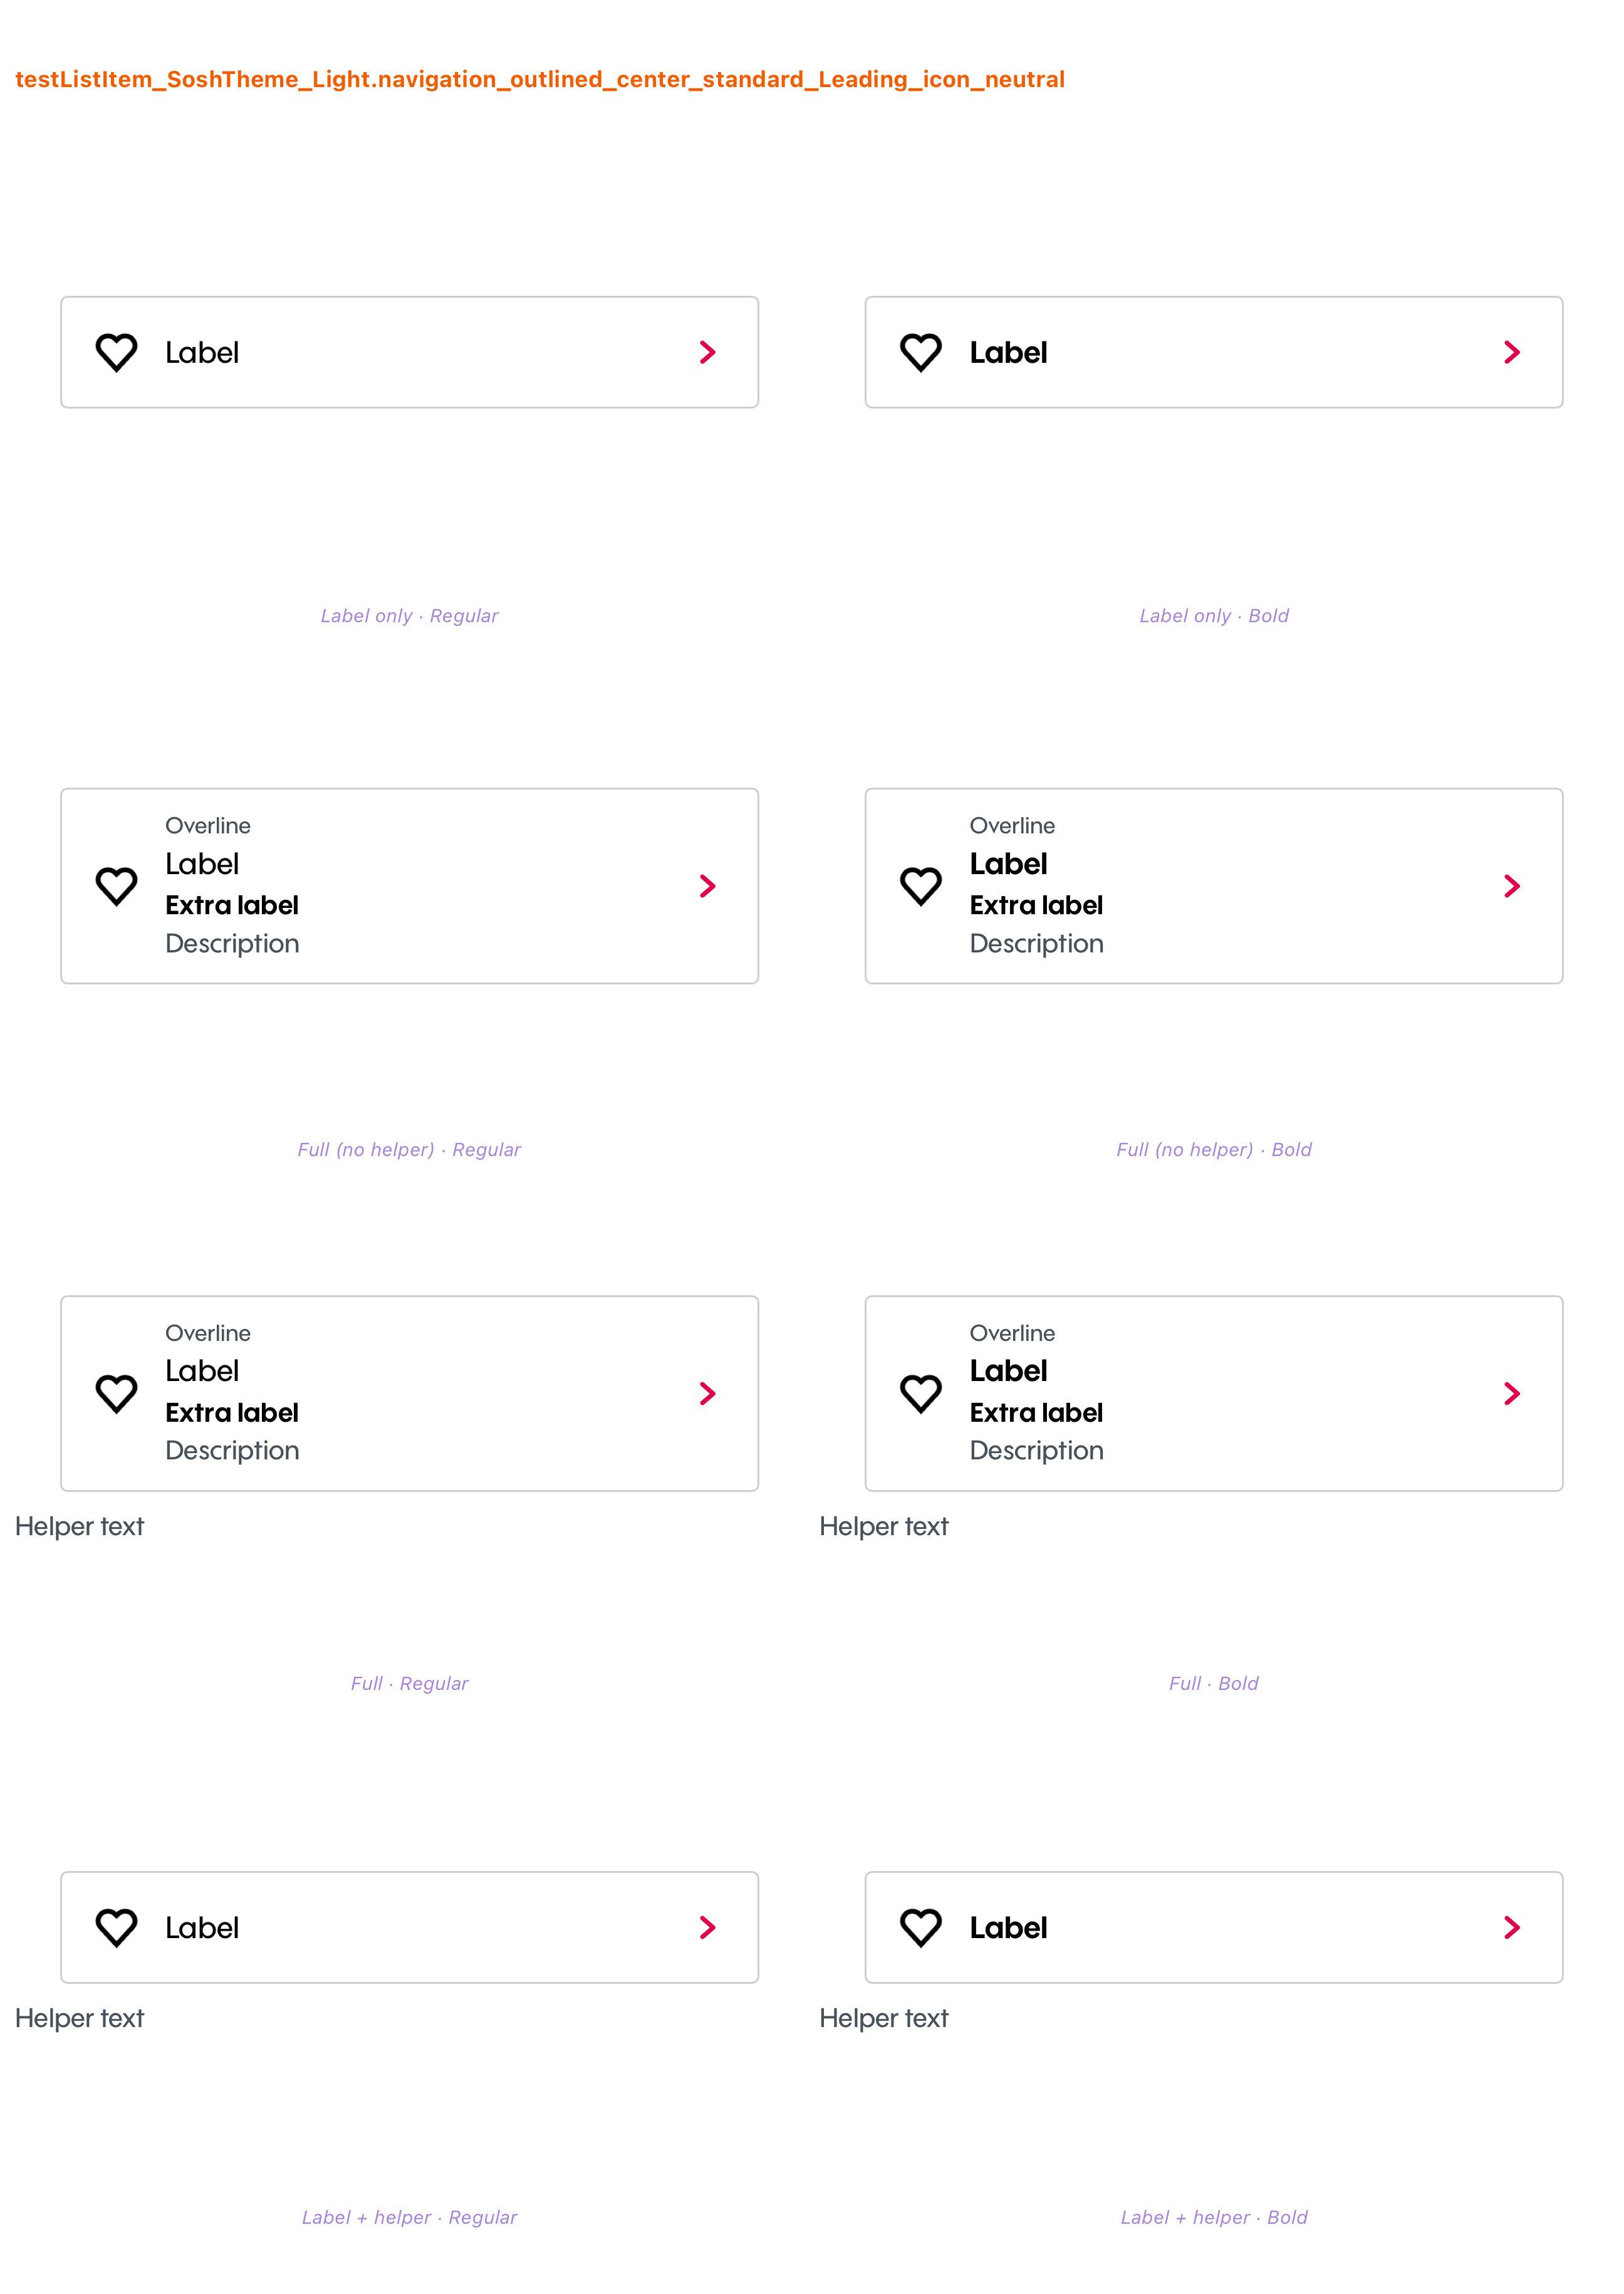 testListItem_SoshTheme_Light.navigation_outlined_center_standard_Leading_icon_neutral
Label
Label
Label only · Regular
Label only · Bold
Overline
Label
Extra label
Description
Overline
Label
Extra label
Description
Full (no helper) · Regular
Full (no helper) · Bold
Overline
Label
Extra label
Description
Helper text
Overline
Label
Extra label
Description
Helper text
Full · Regular
Full · Bold
Label
Helper text
Label
Helper text
Label + helper · Regular
Label + helper · Bold